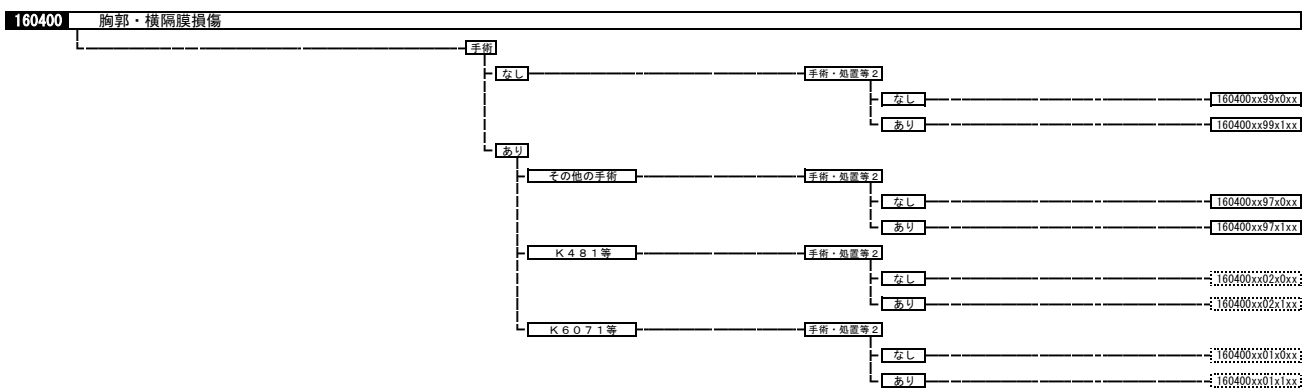 160400 胸郭・横隔膜損傷
手術
なし 手術・処置等２
なし 160400xx99x0xx
あり 160400xx99x1xx
あり
その他の手術 手術・処置等２
なし 160400xx97x0xx
あり 160400xx97x1xx
Ｋ４８１等 手術・処置等２
なし 160400xx02x0xx
あり 160400xx02x1xx
Ｋ６０７１等 手術・処置等２
なし 160400xx01x0xx
あり 160400xx01x1xx